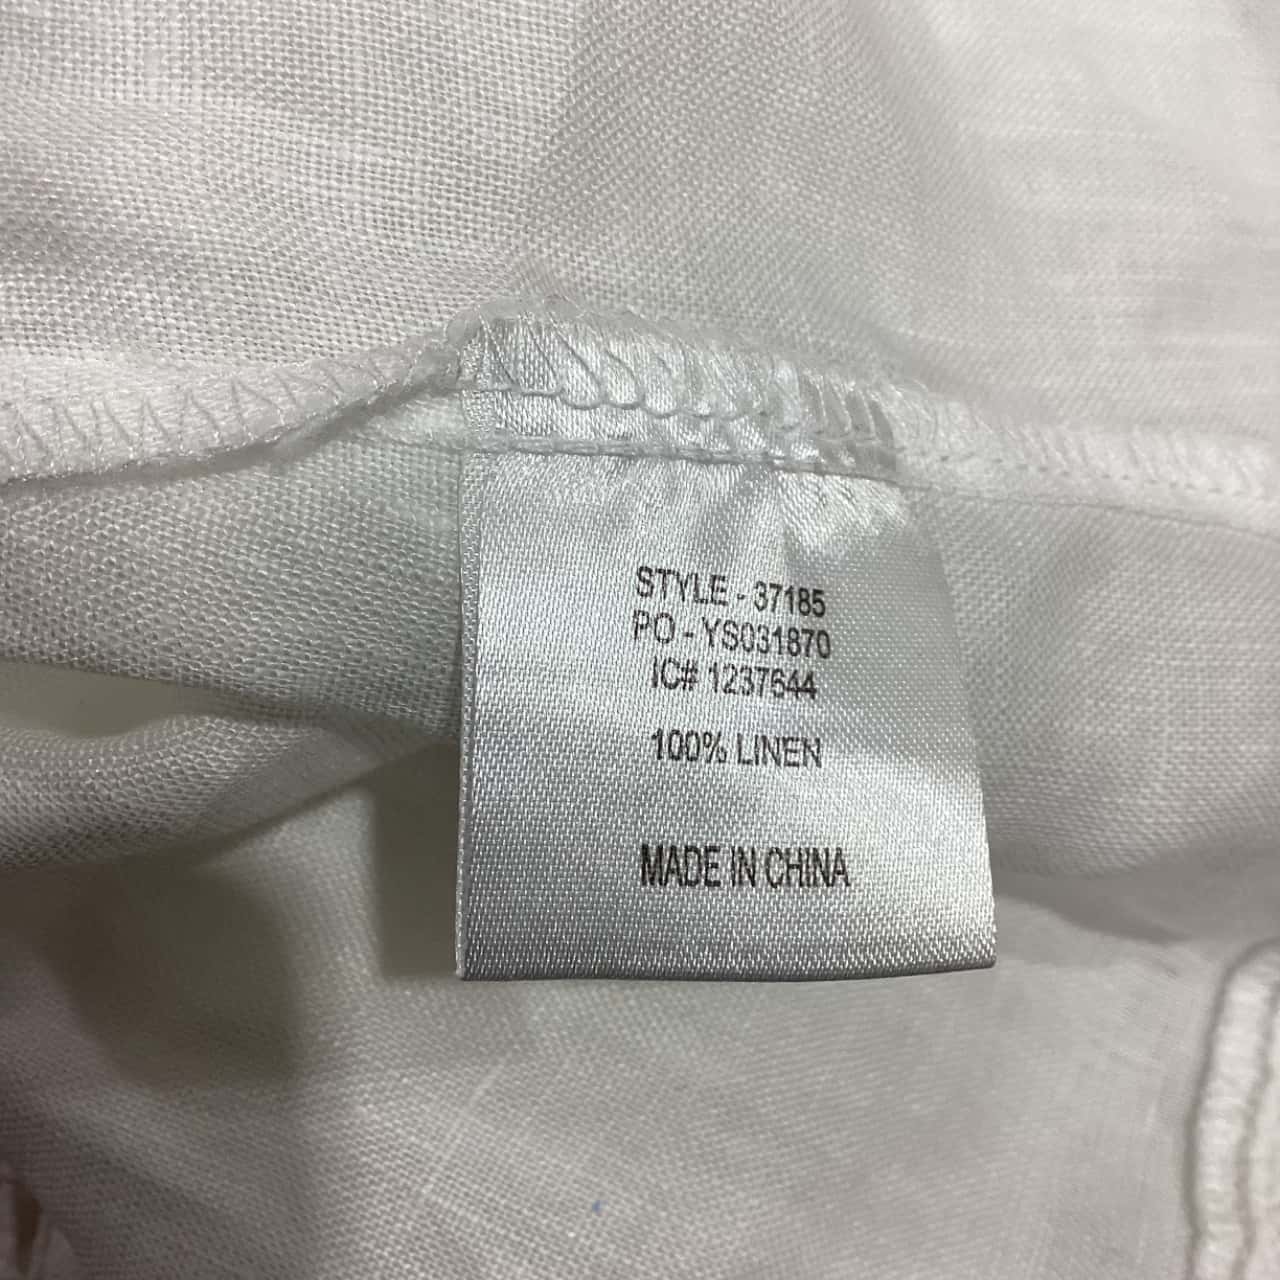 STYLE - 37185
PO - YS031870
IC# 1237644
100% LINEN
MADE IN CHINA